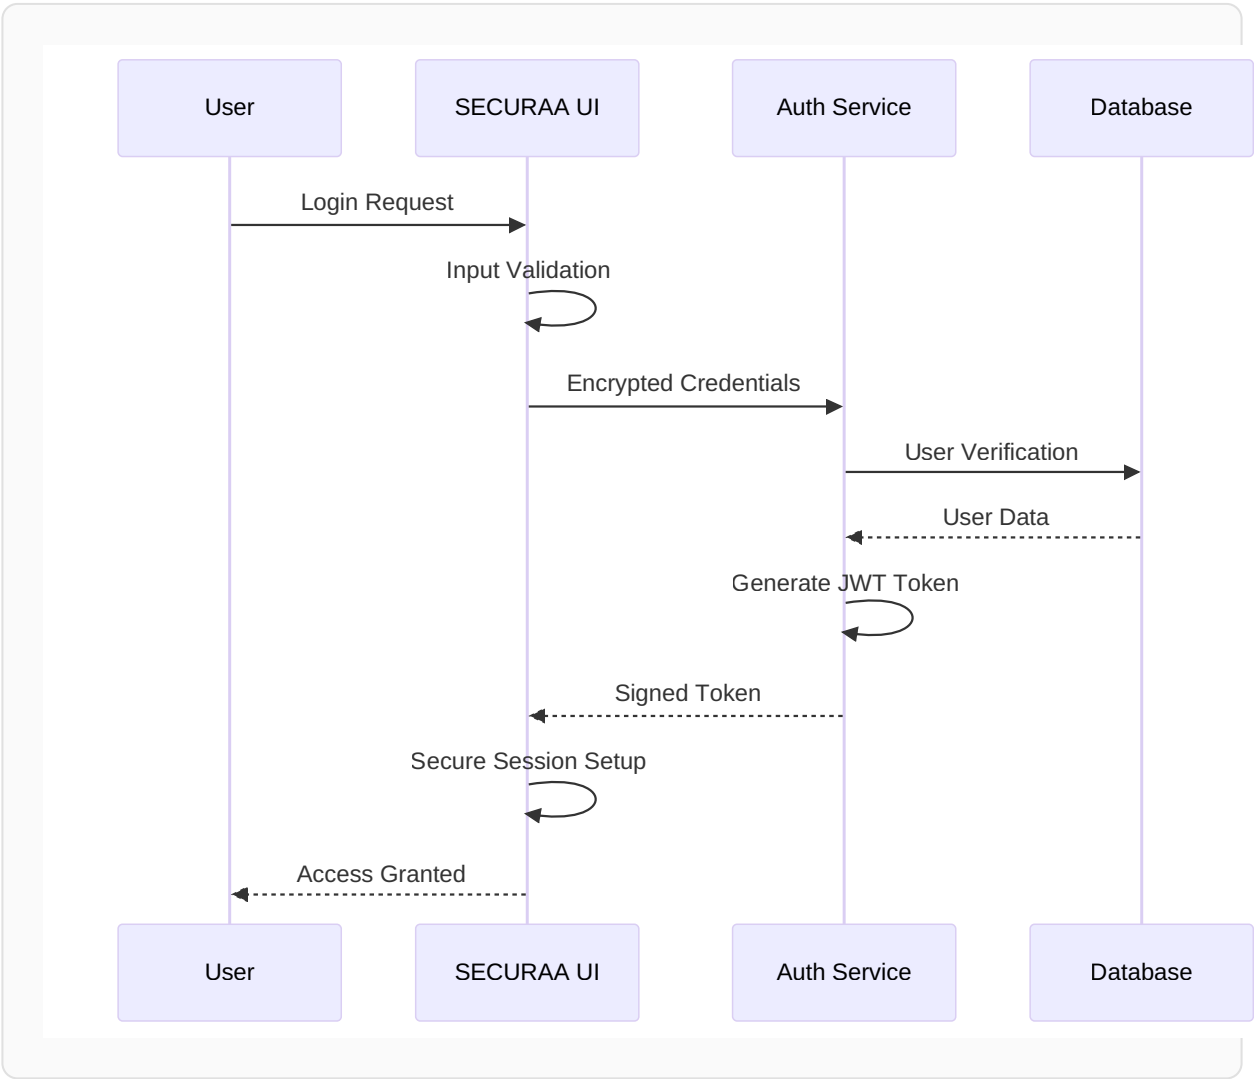 User
SECURAA UI
Auth Service
Database
Login Request
Input Validation
Encrypted Credentials
User Verification
User Data
Generate JWT Token
Signed Token
Secure Session Setup
Access Granted
User
SECURAA UI
Auth Service
Database